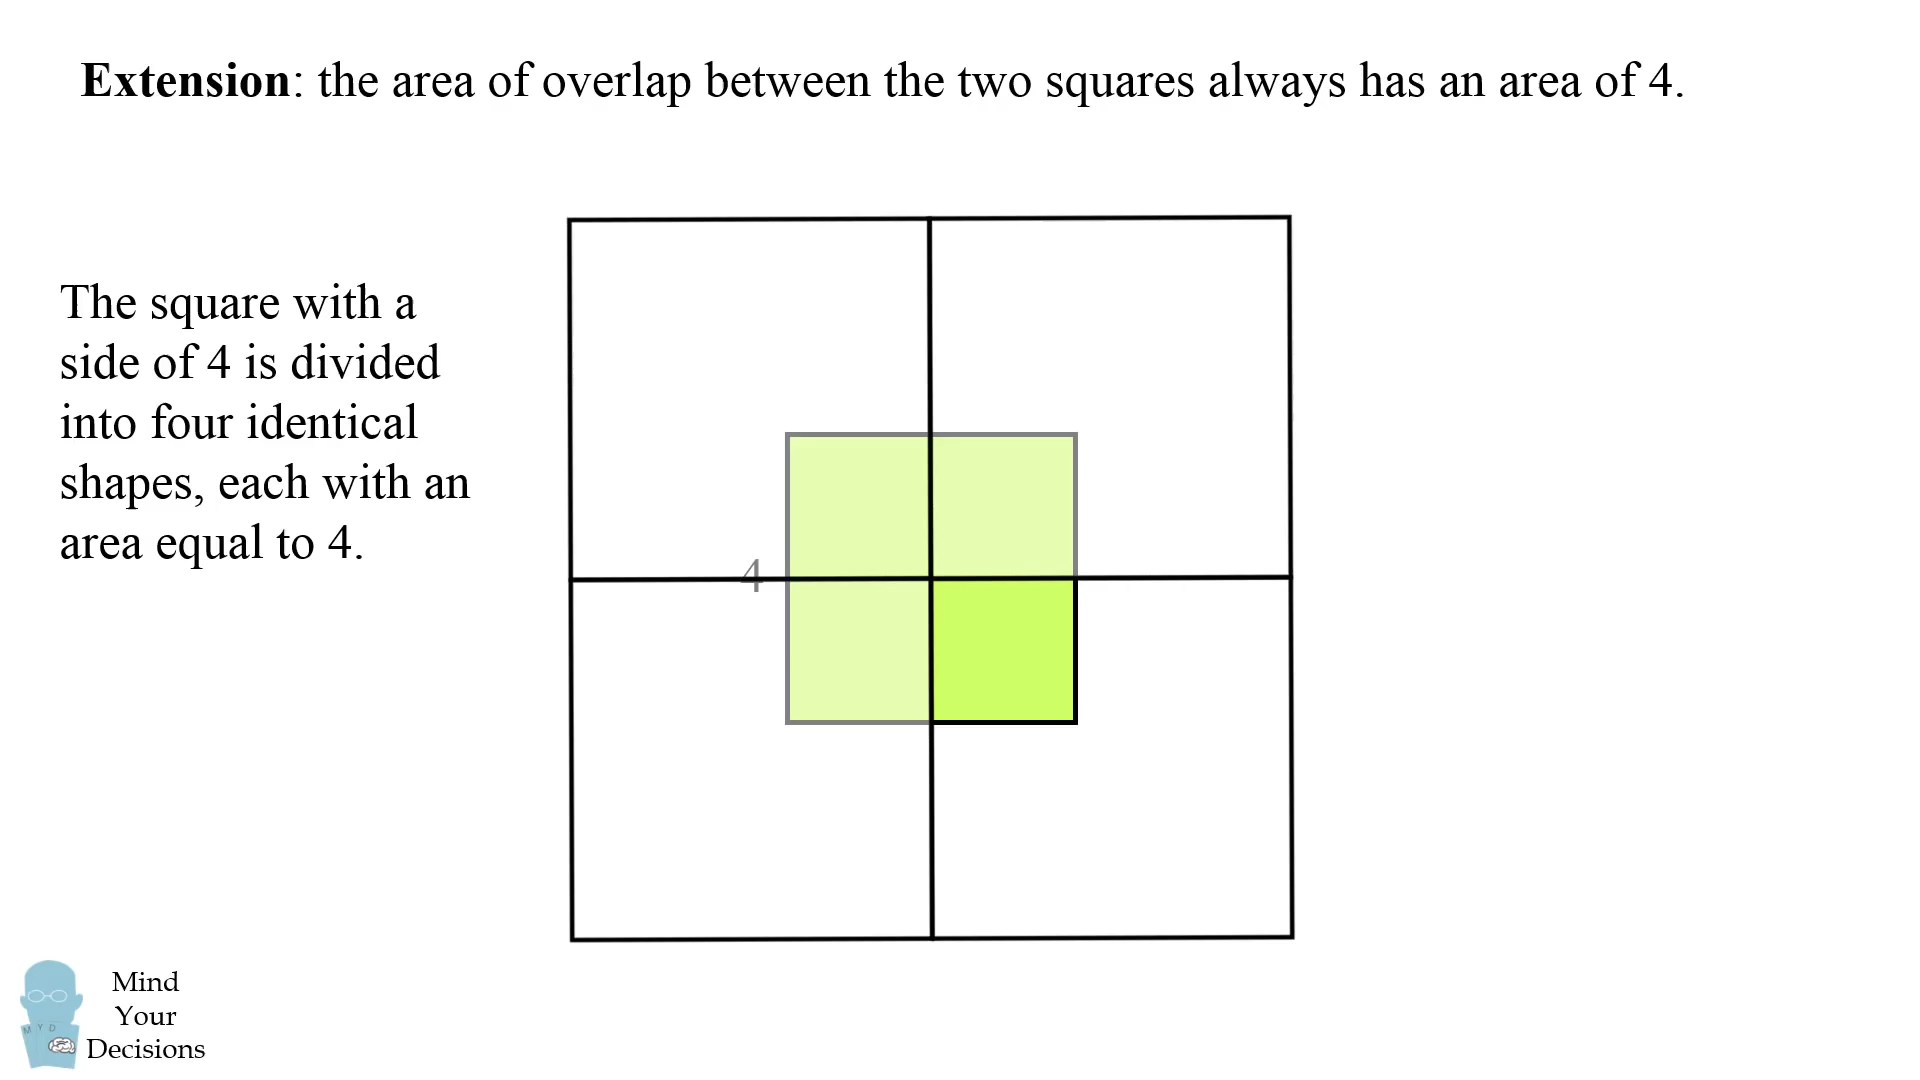 Extension: the area of overlap between the two squares always has an area of 4.
The square with a
side of 4 is divided
into four identical
shapes, each with an
area equal to 4.
4
M Y D
Mind
Your
Decisions